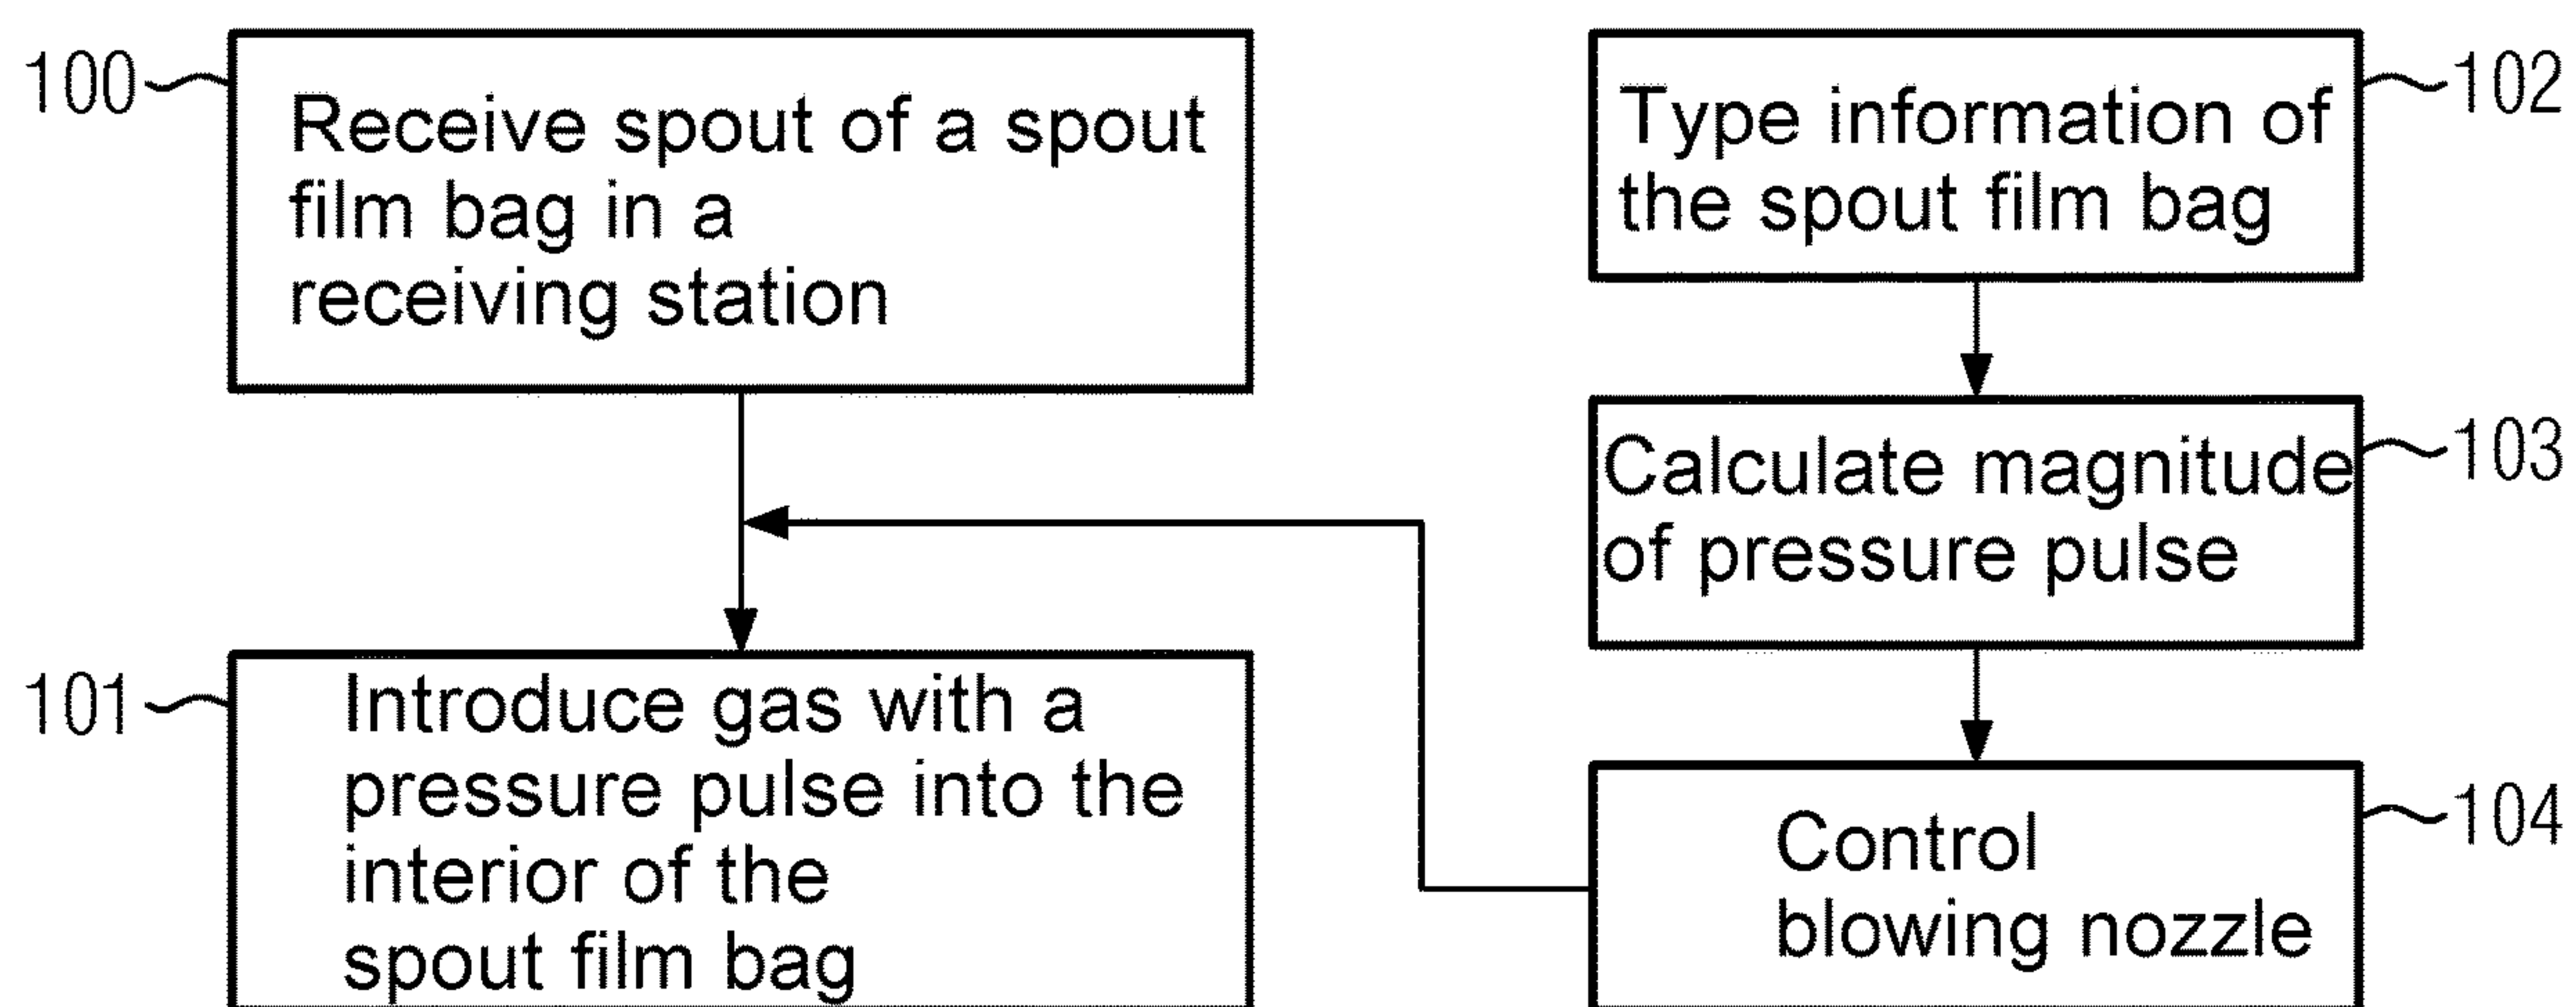 100
Receive spout of a spout
film bag in a
receiving station
101
Introduce gas with a
pressure pulse into the
interior of the
spout film bag
102
Type information of
the spout film bag
103
Calculate magnitude
of pressure pulse
104
Control
blowing nozzle